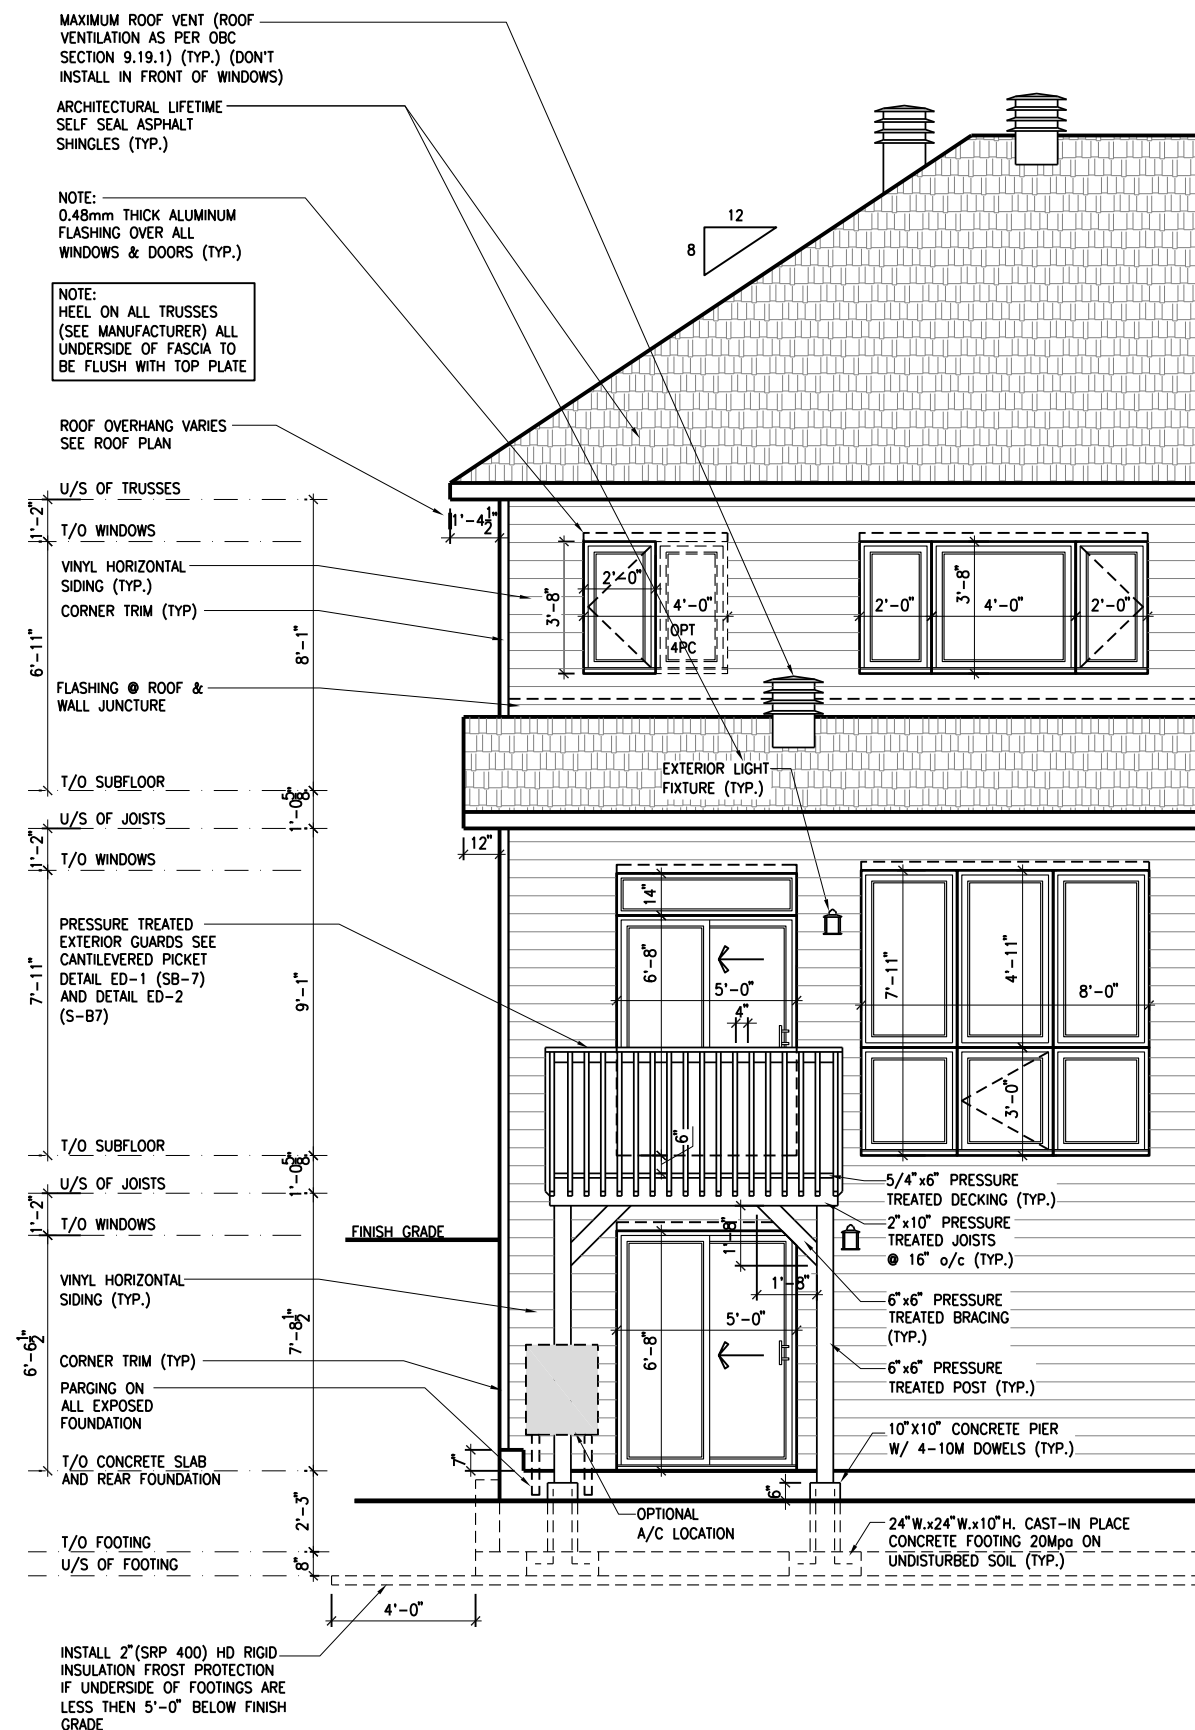 MAXIMUM ROOF VENT (ROOF
VENTILATION AS PER OBC
SECTION 9.19.1) (TYP.) (DON'T
INSTALL IN FRONT OF WINDOWS)
ARCHITECTURAL LIFETIME
SELF SEAL ASPHALT
SHINGLES (TYP.)
NOTE:
0.48mm THICK ALUMINUM
FLASHING OVER ALL
WINDOWS & DOORS (TYP.)
12
8
NOTE:
HEEL ON ALL TRUSSES
(SEE MANUFACTURER) ALL
UNDERSIDE OF FASCIA TO
BE FLUSH WITH TOP PLATE
ROOF OVERHANG VARIES
SEE ROOF PLAN
U/S OF TRUSSES
1'-2"
1'-4 1/2"
T/O WINDOWS
VINYL HORIZONTAL
SIDING (TYP.)
CORNER TRIM (TYP)
6'-11"
8'-1"
3'-8"
2'-0"
4'-0"
OPT
4PC
2'-0"
3'-8"
4'-0"
2'-0"
FLASHING @ ROOF &
WALL JUNCTURE
EXTERIOR LIGHT
FIXTURE (TYP.)
T/O SUBFLOOR
1'-0 5/8"
U/S OF JOISTS
1'-2"
12"
T/O WINDOWS
PRESSURE TREATED
EXTERIOR GUARDS SEE
CANTILEVERED PICKET
DETAIL ED-1 (SB-7)
AND DETAIL ED-2
(S-B7)
7'-11"
9'-1"
14"
6'-8"
5'-0"
4"
6"
7'-11"
4'-11"
8'-0"
3'-0"
T/O SUBFLOOR
1'-0 5/8"
U/S OF JOISTS
1'-2"
T/O WINDOWS
5/4"x6" PRESSURE
TREATED DECKING (TYP.)
2"x10" PRESSURE
TREATED JOISTS
@ 16" o/c (TYP.)
FINISH GRADE
1'-8"
1'-8"
VINYL HORIZONTAL
SIDING (TYP.)
6"x6" PRESSURE
TREATED BRACING
(TYP.)
6'-6 1/2"
7'-8 1/2"
5'-0"
6'-8"
6"x6" PRESSURE
TREATED POST (TYP.)
CORNER TRIM (TYP)
PARGING ON
ALL EXPOSED
FOUNDATION
10"X10" CONCRETE PIER
W/ 4-10M DOWELS (TYP.)
T/O CONCRETE SLAB
AND REAR FOUNDATION
7"
6"
2'-3"
OPTIONAL
A/C LOCATION
24"W.x24"W.x10"H. CAST-IN PLACE
CONCRETE FOOTING 20Mpa ON
UNDISTURBED SOIL (TYP.)
T/O FOOTING
U/S OF FOOTING
8"
4'-0"
INSTALL 2"(SRP 400) HD RIGID
INSULATION FROST PROTECTION
IF UNDERSIDE OF FOOTINGS ARE
LESS THEN 5'-0" BELOW FINISH
GRADE